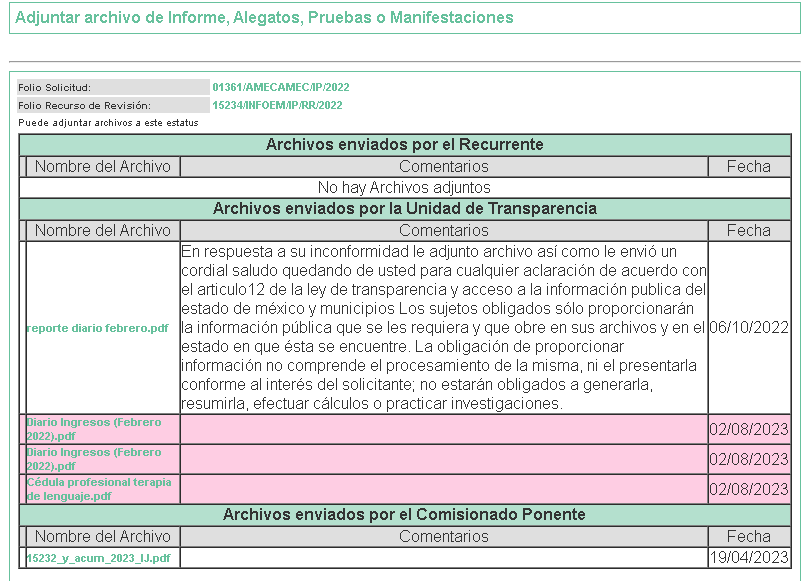 Adjuntar archivo de Informe, Alegatos, Pruebas o Manifestaciones
Folio Solicitud: 01361/AMECAMEC/IP/2022
Folio Recurso de Revisión: 15234/INFOEM/IP/RR/2022
Puede adjuntar archivos a este estatus
Archivos enviados por el Recurrente
Nombre del Archivo Comentarios Fecha
No hay Archivos adjuntos
Archivos enviados por la Unidad de Transparencia
Nombre del Archivo Comentarios Fecha
reporte diario febrero.pdf
En respuesta a su inconformidad le adjunto archivo así como le envió un
cordial saludo quedando de usted para cualquier aclaración de acuerdo con
el articulo12 de la ley de transparencia y acceso a la información publica del
estado de méxico y municipios Los sujetos obligados sólo proporcionarán
la información pública que se les requiera y que obre en sus archivos y en el
estado en que ésta se encuentre. La obligación de proporcionar
información no comprende el procesamiento de la misma, ni el presentarla
conforme al interés del solicitante; no estarán obligados a generarla,
resumirla, efectuar cálculos o practicar investigaciones.
06/10/2022
Diario Ingresos (Febrero
2022).pdf
02/08/2023
Diario Ingresos (Febrero
2022).pdf
02/08/2023
Cédula profesional terapia
de lenguaje.pdf
02/08/2023
Archivos enviados por el Comisionado Ponente
Nombre del Archivo Comentarios Fecha
15232_y_acum_2023_IJ.pdf 19/04/2023